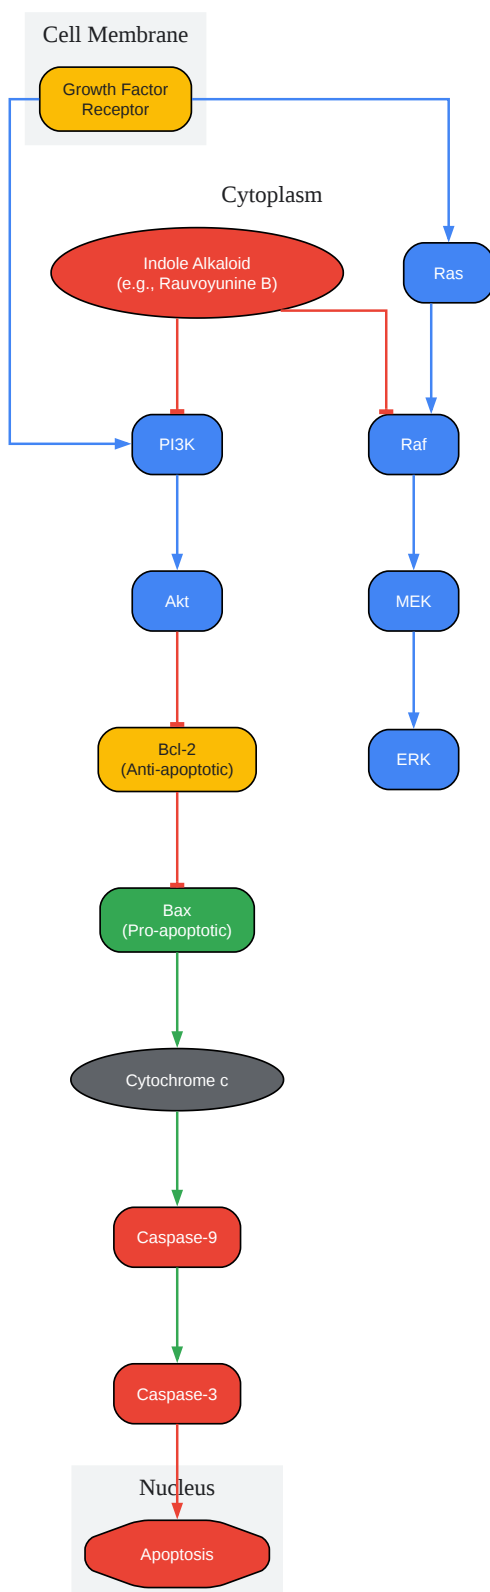 Cell Membrane
Growth Factor
Receptor
Cytoplasm
Indole Alkaloid
(e.g., Rauvoyunine B)
Ras
PI3K
Raf
Akt
MEK
Bcl-2
(Anti-apoptotic)
ERK
Bax
(Pro-apoptotic)
Cytochrome c
Caspase-9
Caspase-3
Nucleus
Apoptosis